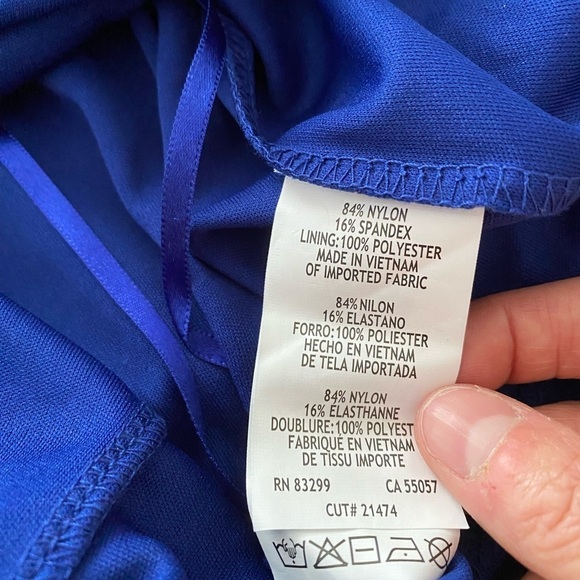 84% NYLON
16% SPANDEX
LINING:100% POLYESTER
MADE IN VIETNAM
OF IMPORTED FABRIC
84% NILON
16% ELASTANO
FORRO:100% POLIESTER
HECHO EN VIETNAM
DE TELA IMPORTADA
84% NYLON
16% ELASTHANNE
DOUBLURE:100% POLYEST
FABRIQUE EN VIETNAM
DE TISSU IMPORTE
RN 83299 CA 55057
CUT# 21474